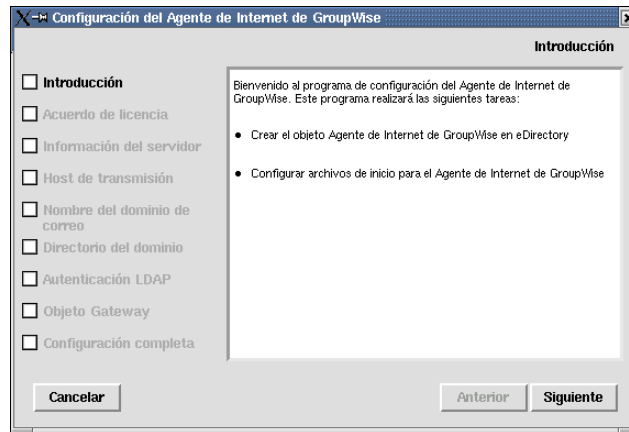 Configuración del Agente de Internet de GroupWise
Introducción
Introducción
Acuerdo de licencia
Información del servidor
Host de transmisión
Nombre del dominio de
correo
Directorio del dominio
Autenticación LDAP
Objeto Gateway
Configuración completa
Bienvenido al programa de configuración del Agente de Internet de
GroupWise. Este programa realizará las siguientes tareas:
• Crear el objeto Agente de Internet de GroupWise en eDirectory
• Configurar archivos de inicio para el Agente de Internet de GroupWise
Cancelar
Anterior
Siguiente